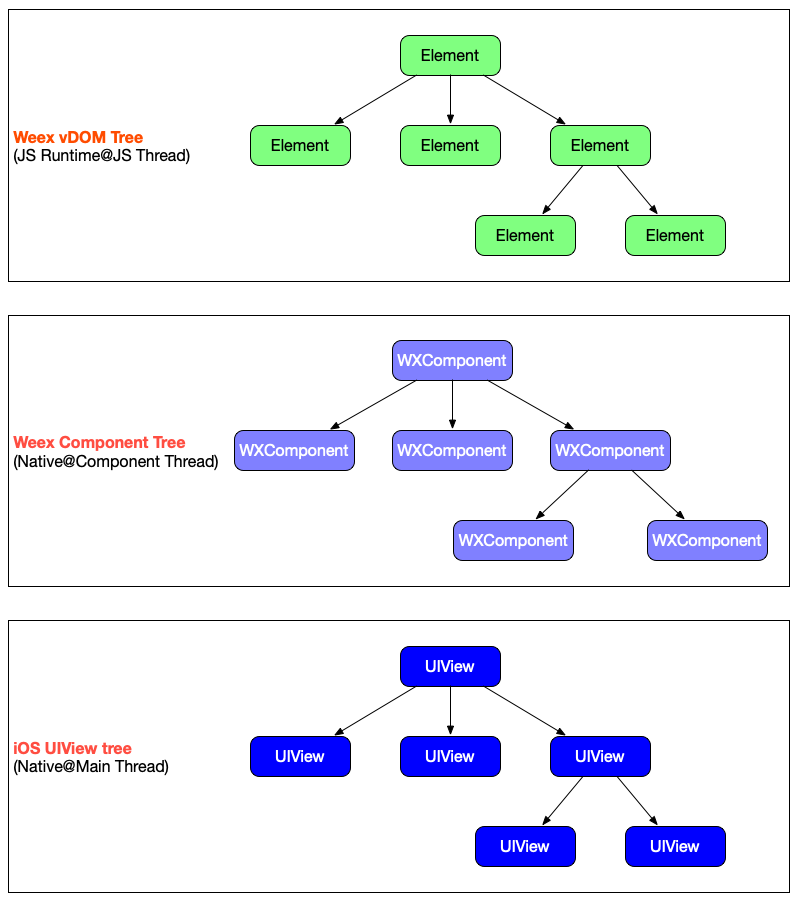 Element
Weex vDOM Tree
(JS Runtime@JS Thread)
Element
Element
Element
Element
Element
WXComponent
Weex Component Tree
(Native@Component Thread)
WXComponent
WXComponent
WXComponent
WXComponent
WXComponent
UIView
iOS UIView tree
(Native@Main Thread)
UIView
UIView
UIView
UIView
UIView